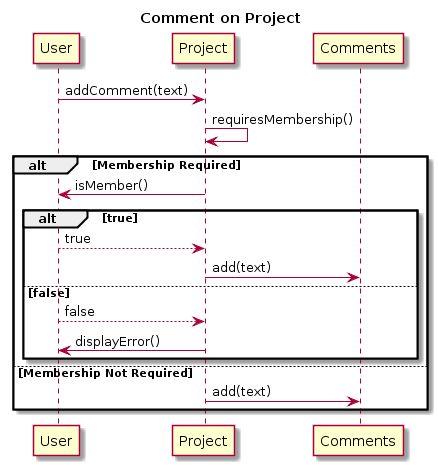 Comment on Project
User Project Comments
addComment(text)
requiresMembership()
alt [Membership Required]
isMember()
alt [true]
true
add(text)
[false]
false
displayError()
[Membership Not Required]
add(text)
User Project Comments